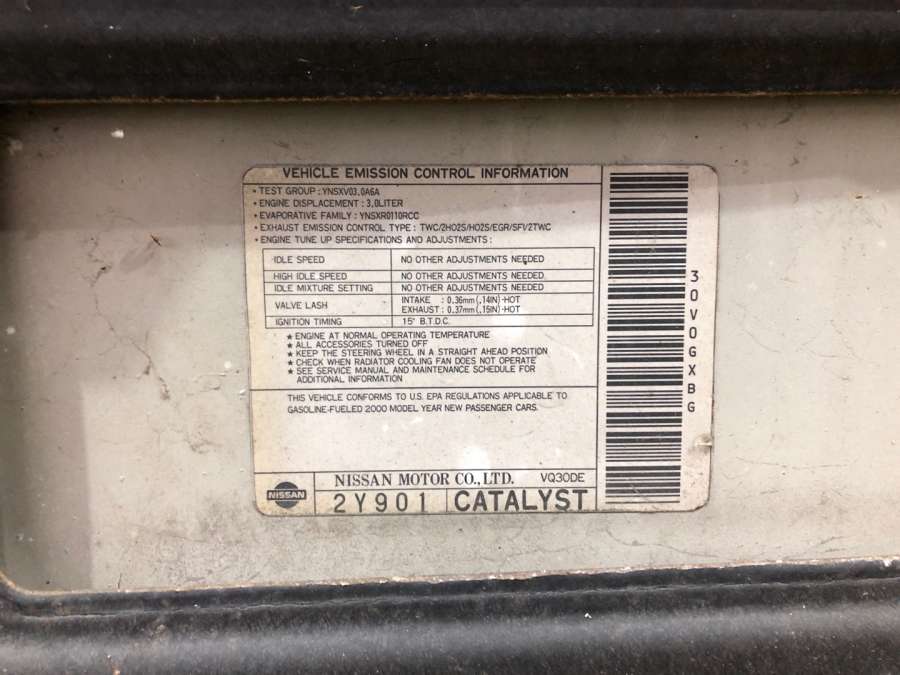 VEHICLE EMISSION CONTROL INFORMATION
• TEST GROUP : YNSXV03.0A6A
• ENGINE DISPLACEMENT : 3.0LITER
• EVAPORATIVE FAMILY : YNSXR0110RCC
• EXHAUST EMISSION CONTROL TYPE : TWC/2HO2S/HO2S/EGR/SFI/2TWC
• ENGINE TUNE UP SPECIFICATIONS AND ADJUSTMENTS :
IDLE SPEED NO OTHER ADJUSTMENTS NEEDED
HIGH IDLE SPEED NO OTHER ADJUSTMENTS NEEDED
IDLE MIXTURE SETTING NO OTHER ADJUSTMENTS NEEDED
VALVE LASH INTAKE : 0.36mm (.14IN)-HOT
EXHAUST : 0.37mm (.15IN)-HOT
IGNITION TIMING 15° B.T.D.C.
★ ENGINE AT NORMAL OPERATING TEMPERATURE
★ ALL ACCESSORIES TURNED OFF
★ KEEP THE STEERING WHEEL IN A STRAIGHT AHEAD POSITION
★ CHECK WHEN RADIATOR COOLING FAN DOES NOT OPERATE
★ SEE SERVICE MANUAL AND MAINTENANCE SCHEDULE FOR
ADDITIONAL INFORMATION
THIS VEHICLE CONFORMS TO U.S. EPA REGULATIONS APPLICABLE TO
GASOLINE-FUELED 2000 MODEL YEAR NEW PASSENGER CARS.
NISSAN
NISSAN MOTOR CO., LTD. VQ30DE
2Y901 CATALYST
30V0GXBG